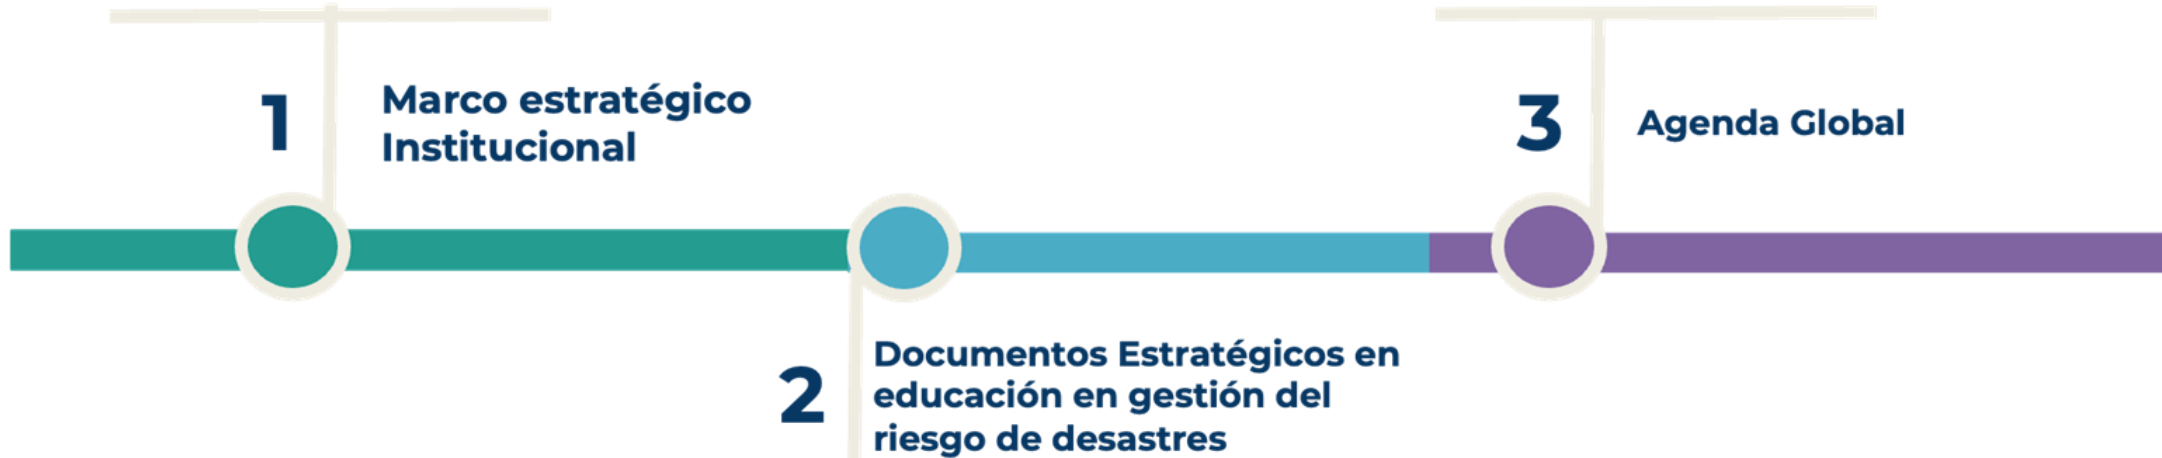 1
Marco estratégico
Institucional
2
Documentos Estratégicos en
educación en gestión del
riesgo de desastres
3
Agenda Global